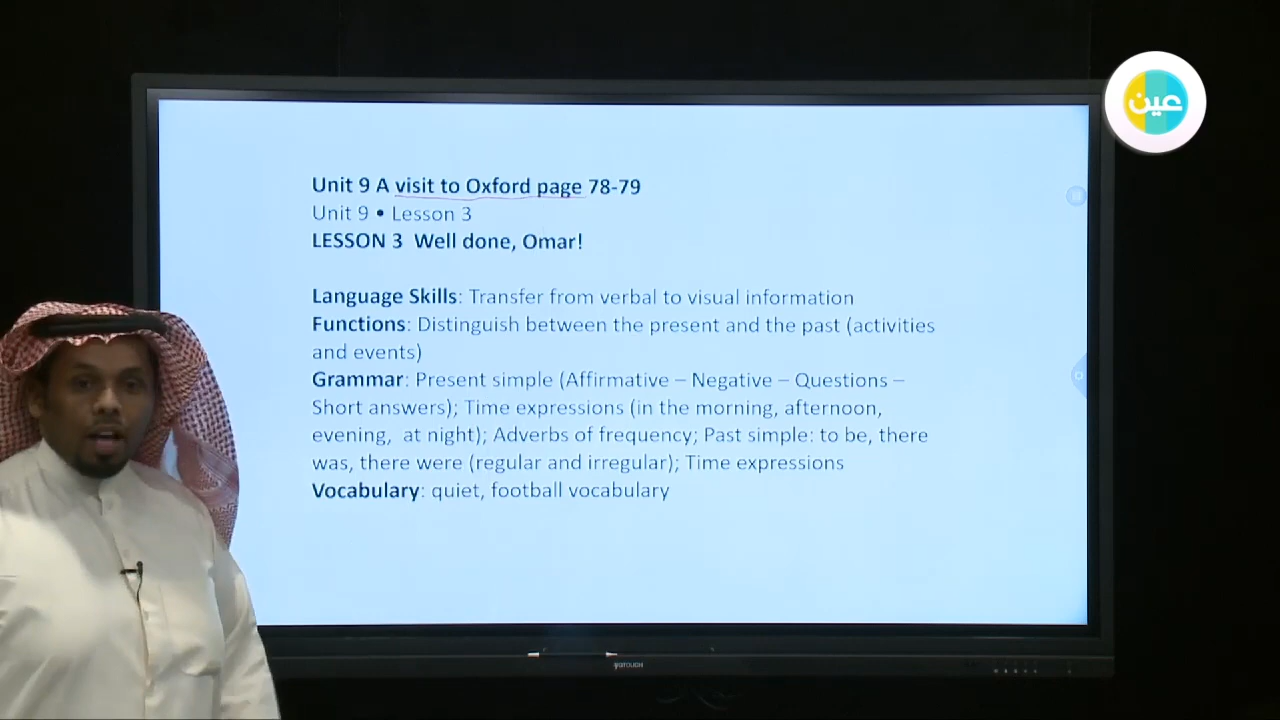 عين
Unit 9 A visit to Oxford page 78-79
Unit 9 • Lesson 3
LESSON 3 Well done, Omar!
Language Skills: Transfer from verbal to visual information
Functions: Distinguish between the present and the past (activities
and events)
Grammar: Present simple (Affirmative – Negative – Questions –
Short answers); Time expressions (in the morning, afternoon,
evening, at night); Adverbs of frequency; Past simple: to be, there
was, there were (regular and irregular); Time expressions
Vocabulary: quiet, football vocabulary